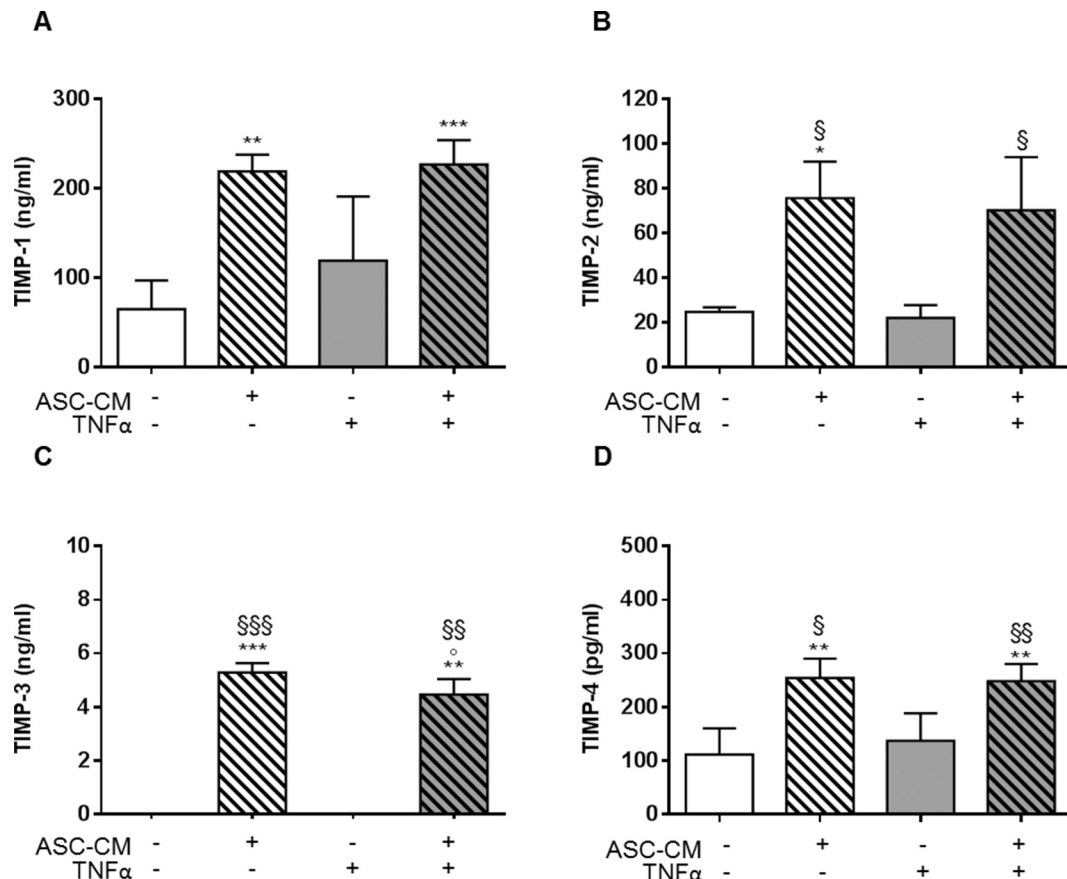 A
TIMP-1 (ng/ml)
300
200
100
0
**
***
ASC-CM - + - +
TNFα - - + +
B
TIMP-2 (ng/ml)
120
100
80
60
40
20
0
§
*
§
ASC-CM - + - +
TNFα - - + +
C
TIMP-3 (ng/ml)
10
8
6
4
2
0
§§§
***
§§
°
**
ASC-CM - + - +
TNFα - - + +
D
TIMP-4 (pg/ml)
500
400
300
200
100
0
§
**
§§
**
ASC-CM - + - +
TNFα - - + +